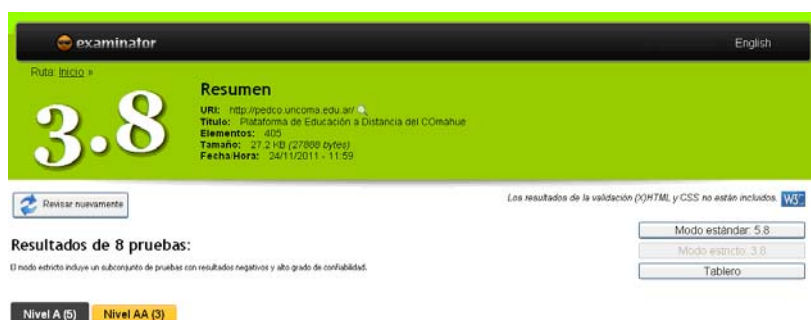 examinator
English
Ruta: Inicio »
3.8
Resumen
URI: http://pedco.uncoma.edu.ar/
Título: Plataforma de Educación a Distancia del COmahue
Elementos: 405
Tamaño: 27.2 KB (27888 bytes)
Fecha/Hora: 24/11/2011 - 11:59
Revisar nuevamente
Los resultados de la validación (X)HTML y CSS no están incluidos. W3C
Modo estándar: 5.8
Resultados de 8 pruebas:
Modo estricto: 3.8
El modo estricto incluye un subconjunto de pruebas con resultados negativos y alto grado de confiabilidad.
Tablero
Nivel A (5)
Nivel AA (3)